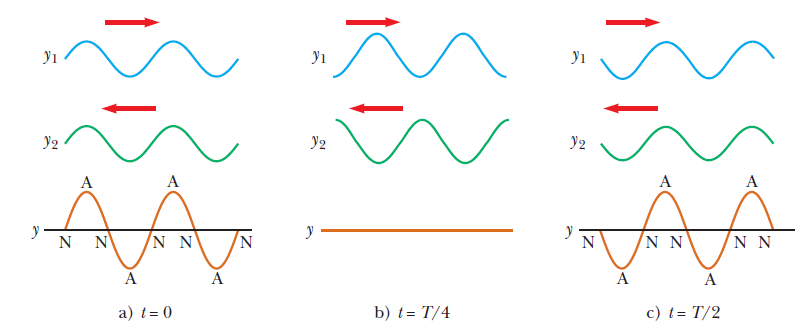 y1 y1 y1
y2 y2 y2
A A A A
y N N N N N y y N N N N N
A A A A
a) t = 0 b) t = T/4 c) t = T/2